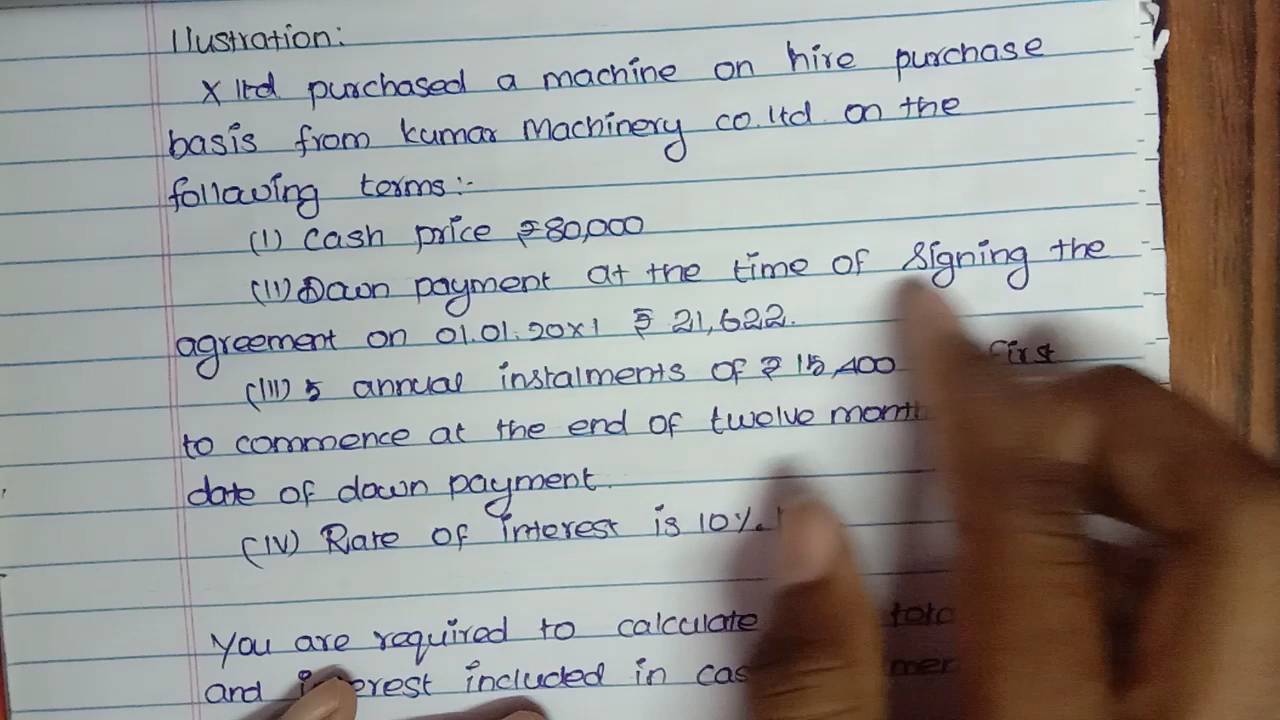 Ilustration:
X ltd purchased a machine on hire purchase
basis from kumar Machinery co.ltd. on the
following terms:-
(I) Cash price ₹80,000
(II) Down payment at the time of Signing the
agreement on 01.01.20x1 ₹ 21,622.
(III) 5 annual instalments of ₹ 15,400 First
to commence at the end of twelve
date of down payment.
(IV) Rate of interest is 10%.
You are required to calculate
and included in